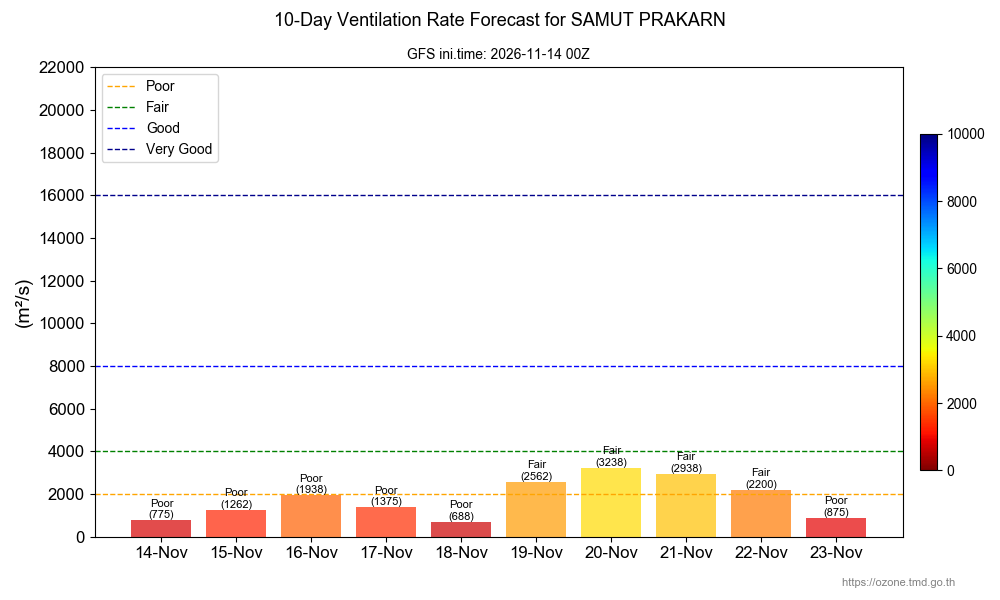 10-Day Ventilation Rate Forecast for SAMUT PRAKARN
GFS ini.time: 2026-11-14 00Z
22000
20000
18000
16000
14000
12000
10000
8000
6000
4000
2000
0
(m²/s)
Poor
Fair
Good
Very Good
Poor
(775)
Poor
(1262)
Poor
(1938)
Poor
(1375)
Poor
(688)
Fair
(2562)
Fair
(3238)
Fair
(2938)
Fair
(2200)
Poor
(875)
14-Nov 15-Nov 16-Nov 17-Nov 18-Nov 19-Nov 20-Nov 21-Nov 22-Nov 23-Nov
10000
8000
6000
4000
2000
0
https://ozone.tmd.go.th